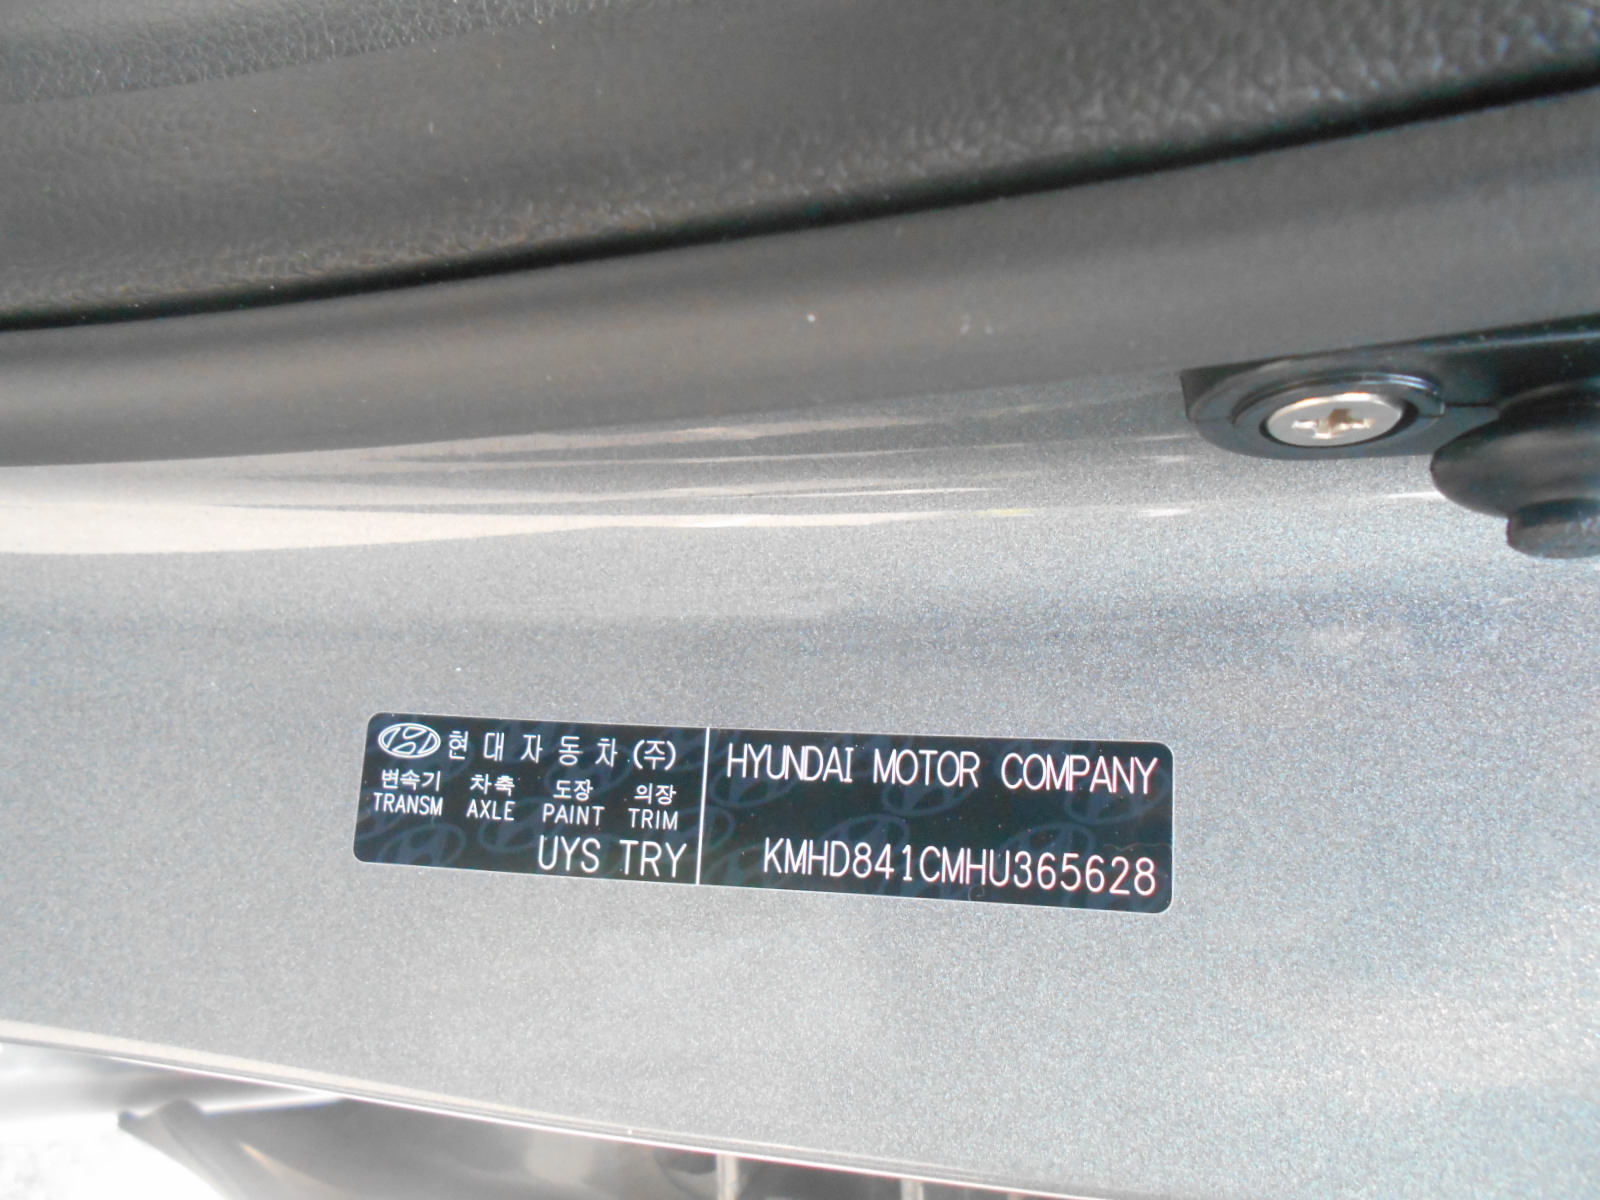 현대자동차(주)
변속기 차축 도장 의장
TRANSM AXLE PAINT TRIM
UYS TRY
HYUNDAI MOTOR COMPANY
KMHD841CMHU365628